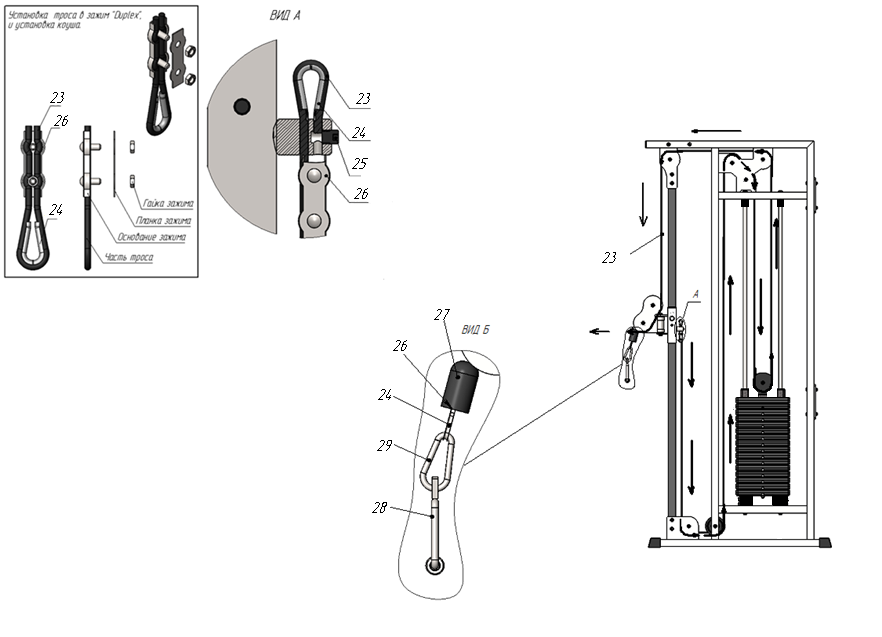 Установка троса в зажим "Duplex",
и установка коуша.
23
26
24
Гайка зажима
Планка зажима
Основание зажима
Часть троса
ВИД А
23
24
25
26
23
А
27
ВИД Б
26
24
29
28